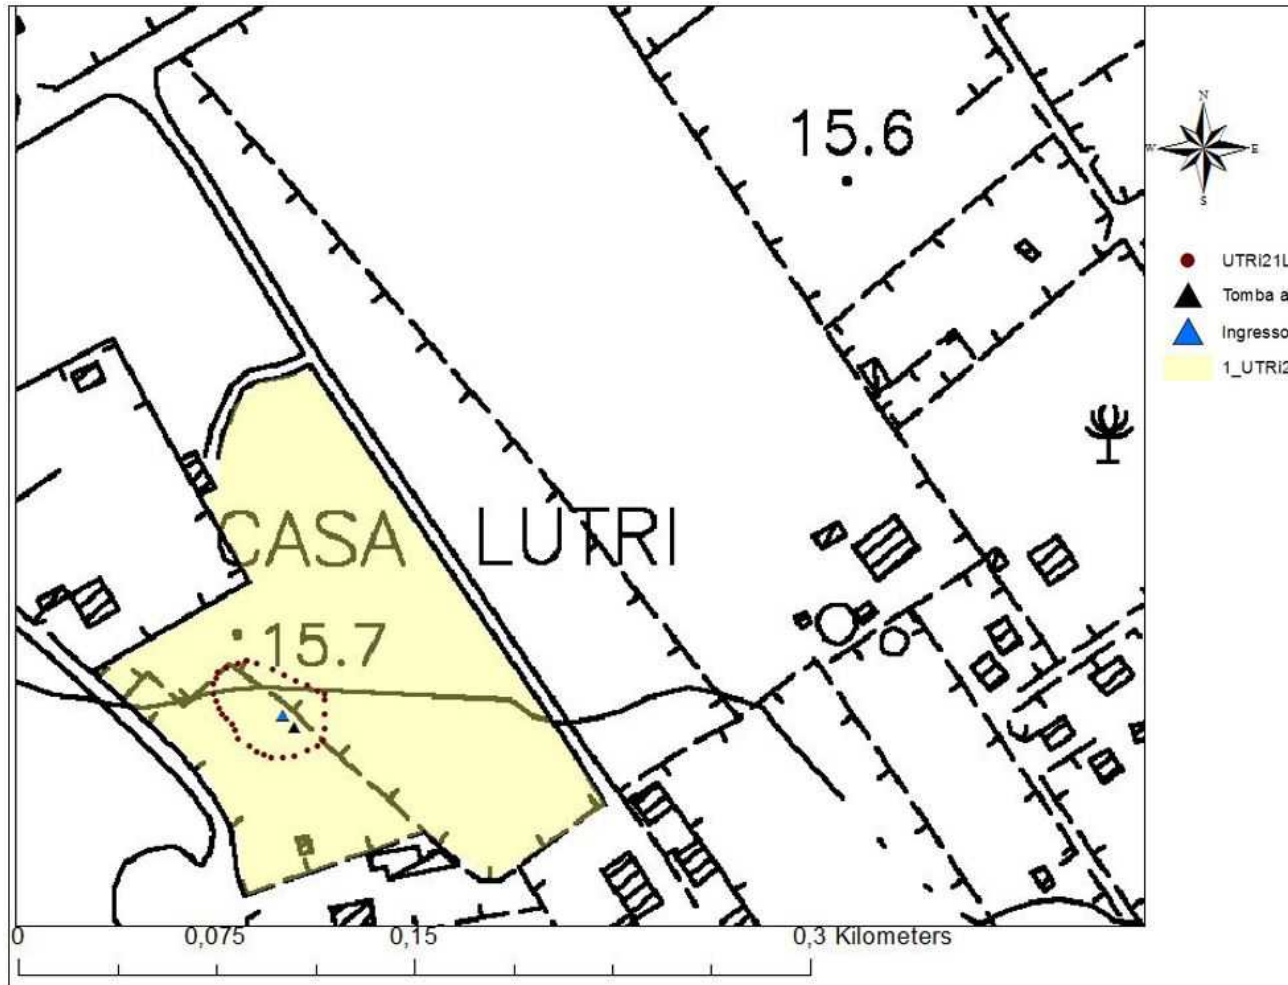 15.6
N
W E
S
UTRi21L
Tomba a
Ingresso
1_UTRi2
CASA LUTRI
15.7
0 0,075 0,15 0,3 Kilometers